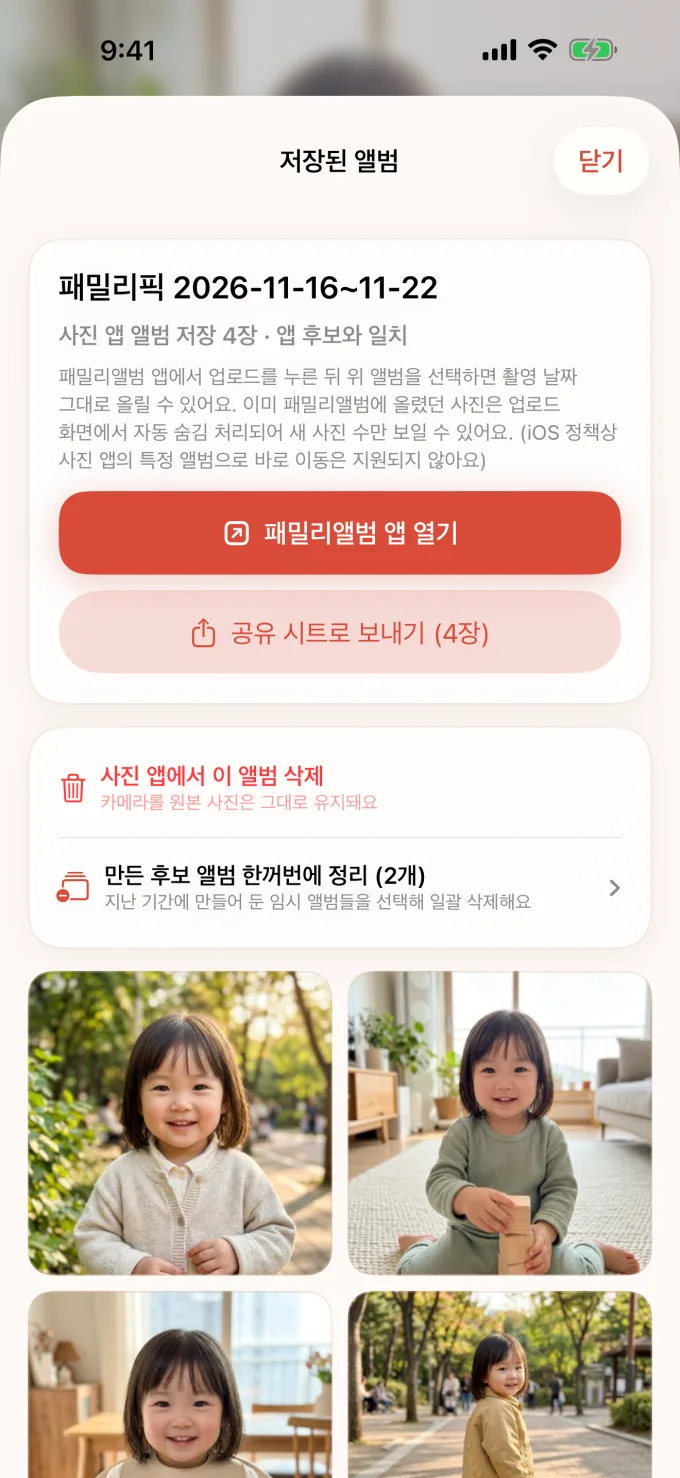 9:41
저장된 앨범
닫기
패밀리픽 2026-11-16~11-22
사진 앱 앨범 저장 4장 · 앱 후보와 일치
패밀리앨범 앱에서 업로드를 누른 뒤 위 앨범을 선택하면 촬영 날짜
그대로 올릴 수 있어요. 이미 패밀리앨범에 올렸던 사진은 업로드
화면에서 자동 숨김 처리되어 새 사진 수만 보일 수 있어요. (iOS 정책상
사진 앱의 특정 앨범으로 바로 이동은 지원되지 않아요)
패밀리앨범 앱 열기
공유 시트로 보내기 (4장)
사진 앱에서 이 앨범 삭제
카메라롤 원본 사진은 그대로 유지돼요
만든 후보 앨범 한꺼번에 정리 (2개)
지난 기간에 만들어 둔 임시 앨범들을 선택해 일괄 삭제해요